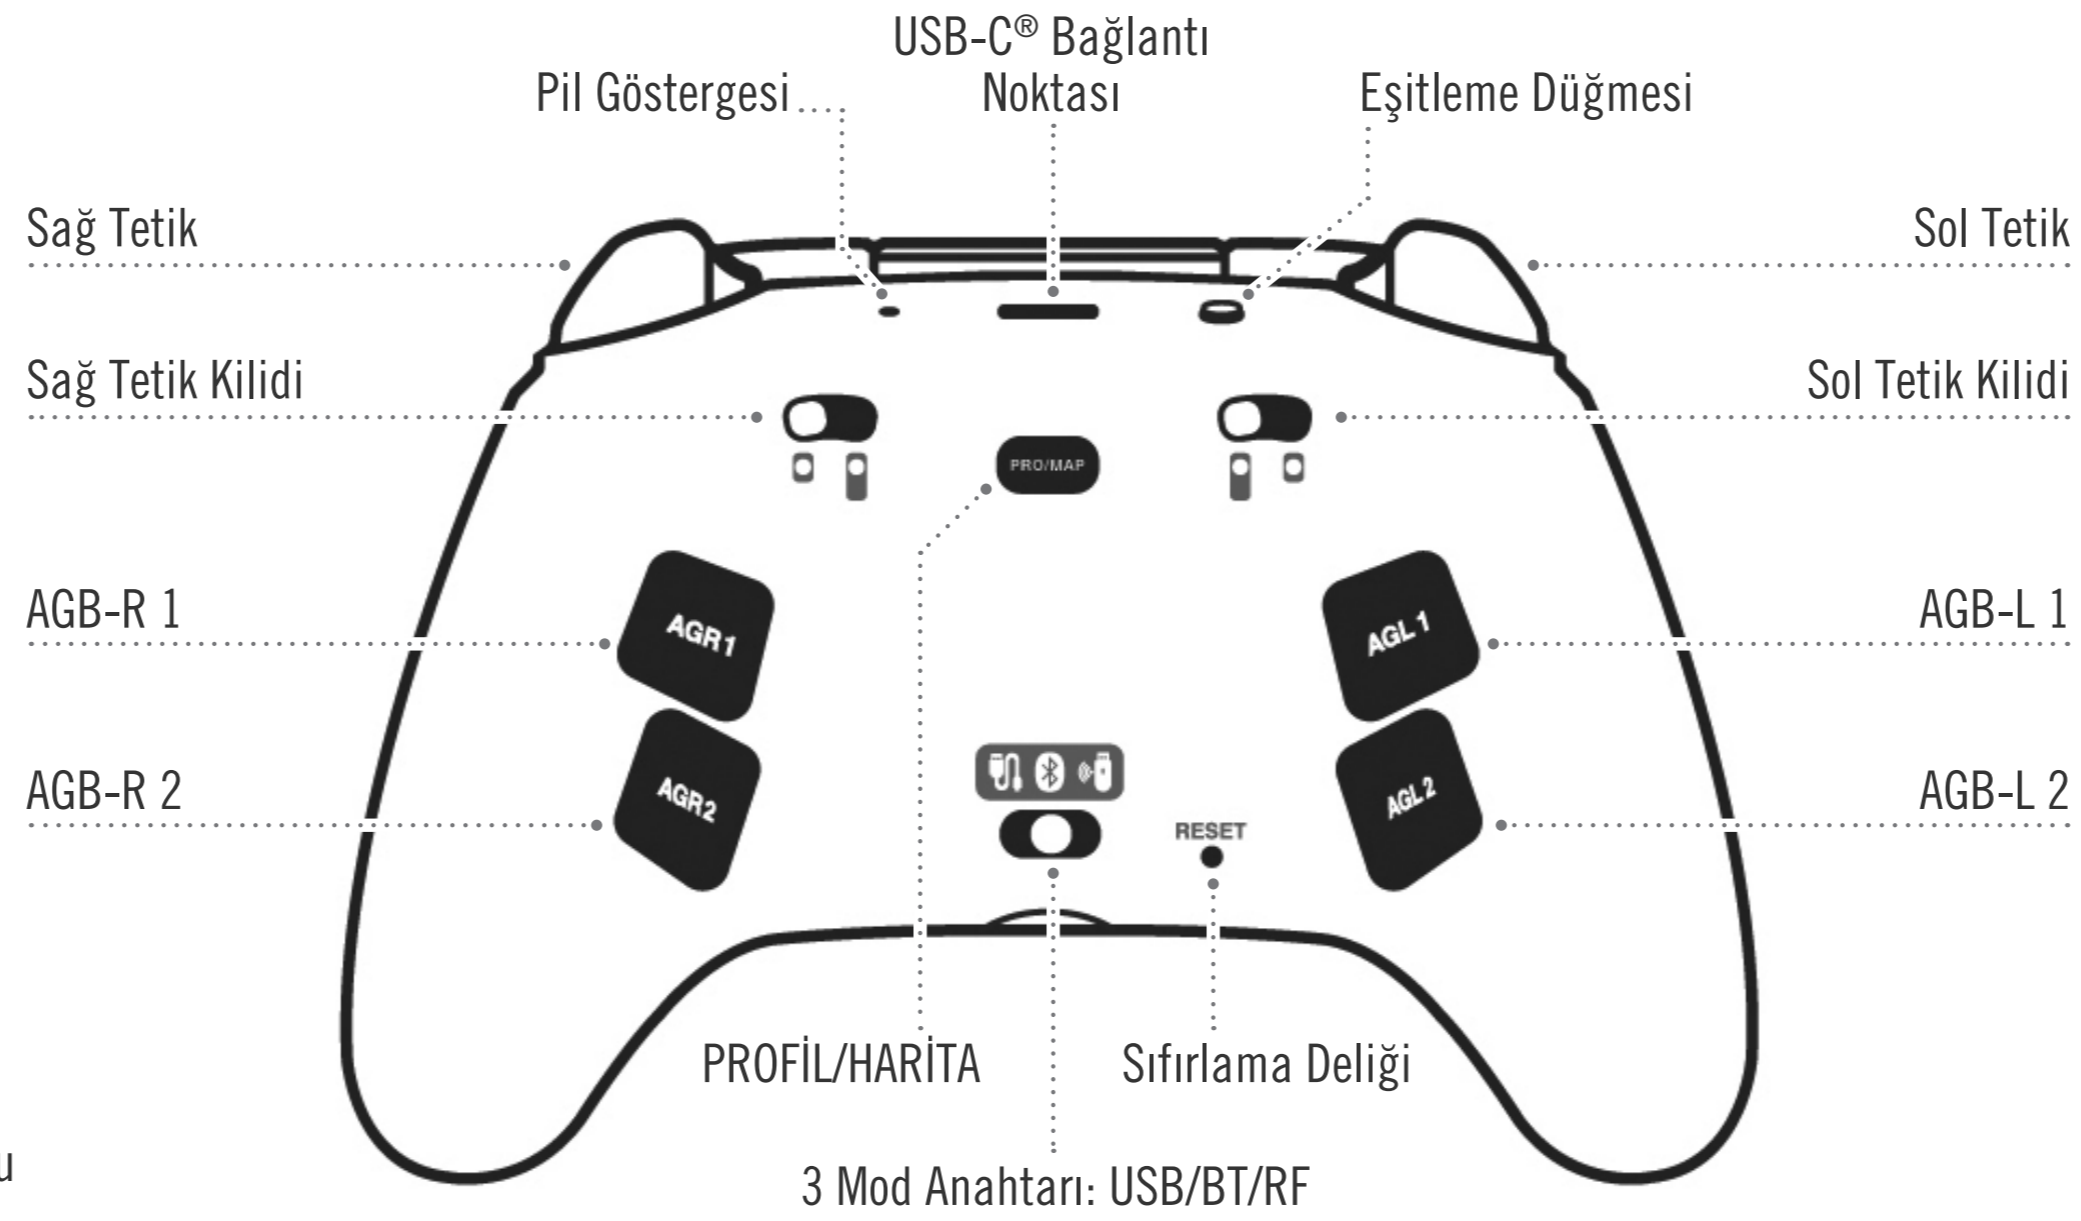 USB-C® Bağlantı
Noktası
Pil Göstergesi
Eşitleme Düğmesi
Sağ Tetik
Sol Tetik
Sağ Tetik Kilidi
Sol Tetik Kilidi
PRO/MAP
AGB-R 1
AGR1
AGL1
AGB-L 1
AGB-R 2
AGR2
AGL2
AGB-L 2
RESET
PROFİL/HARİTA
Sıfırlama Deliği
u
3 Mod Anahtarı: USB/BT/RF